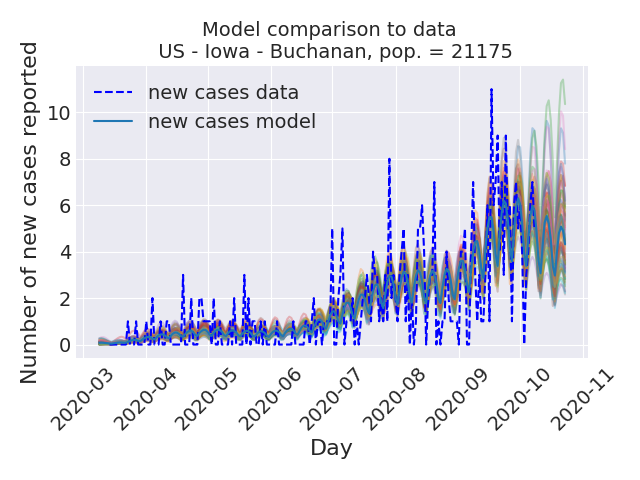 Model comparison to data
US - Iowa - Buchanan, pop. = 21175
new cases data
new cases model
Number of new cases reported
10
8
6
4
2
0
2020-03
2020-04
2020-05
2020-06
2020-07
2020-08
2020-09
2020-10
2020-11
Day